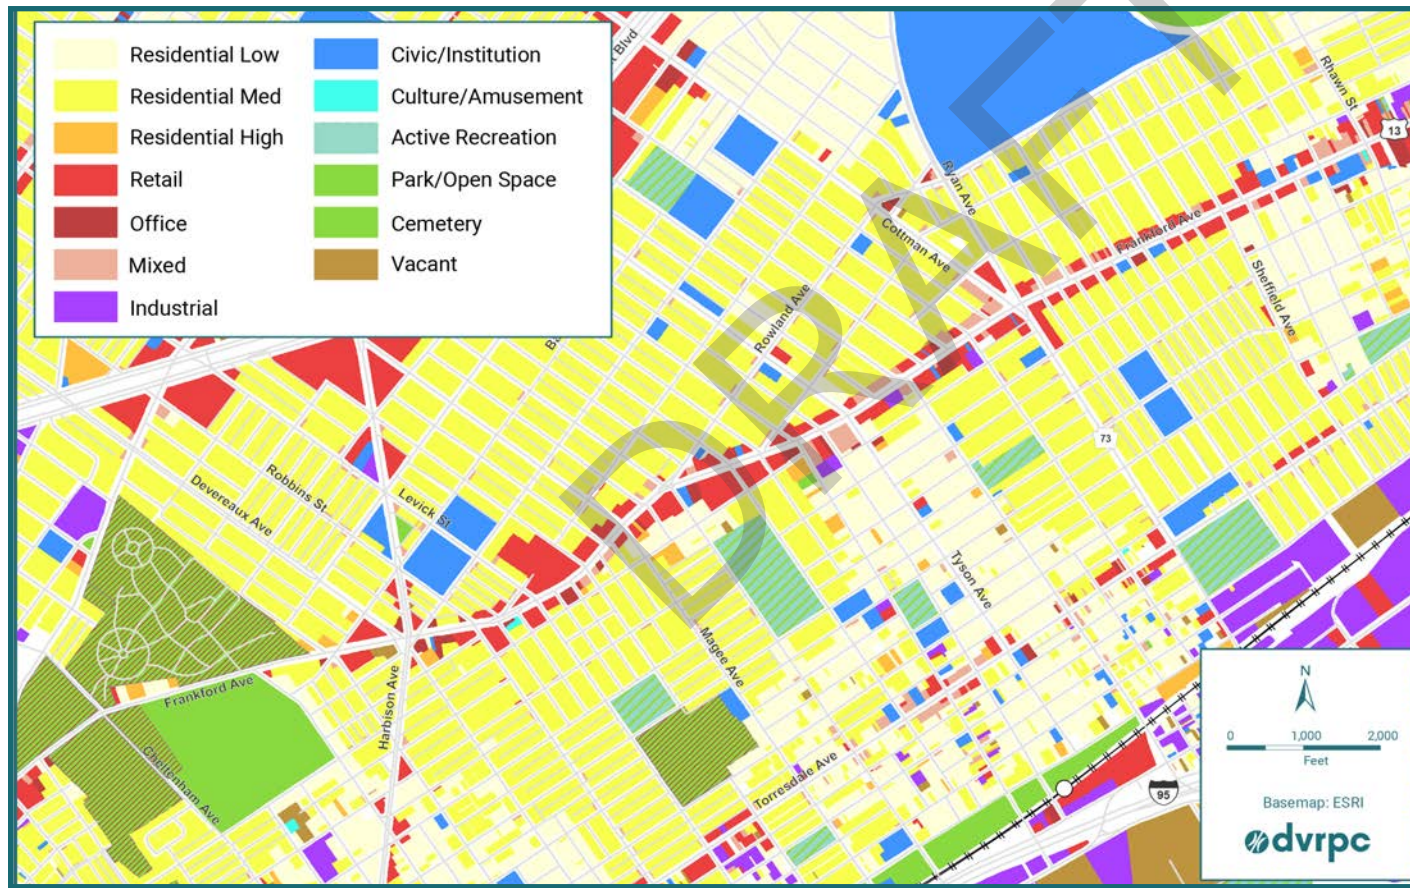 Residential Low
Residential Med
Residential High
Retail
Office
Mixed
Industrial
Civic/Institution
Culture/Amusement
Active Recreation
Park/Open Space
Cemetery
Vacant
Blvd
Rhawn St
13
Ryan Ave
Cottman Ave
Frankford Ave
Sheffield Ave
Rowland Ave
73
Robbins St
Devereaux Ave
Levick St
Tyson Ave
Magee Ave
Frankford Ave
Harbison Ave
Cheltenham Ave
Torresdale Ave
95
DRAFT
N
0 1,000 2,000
Feet
Basemap: ESRI
dvrpc